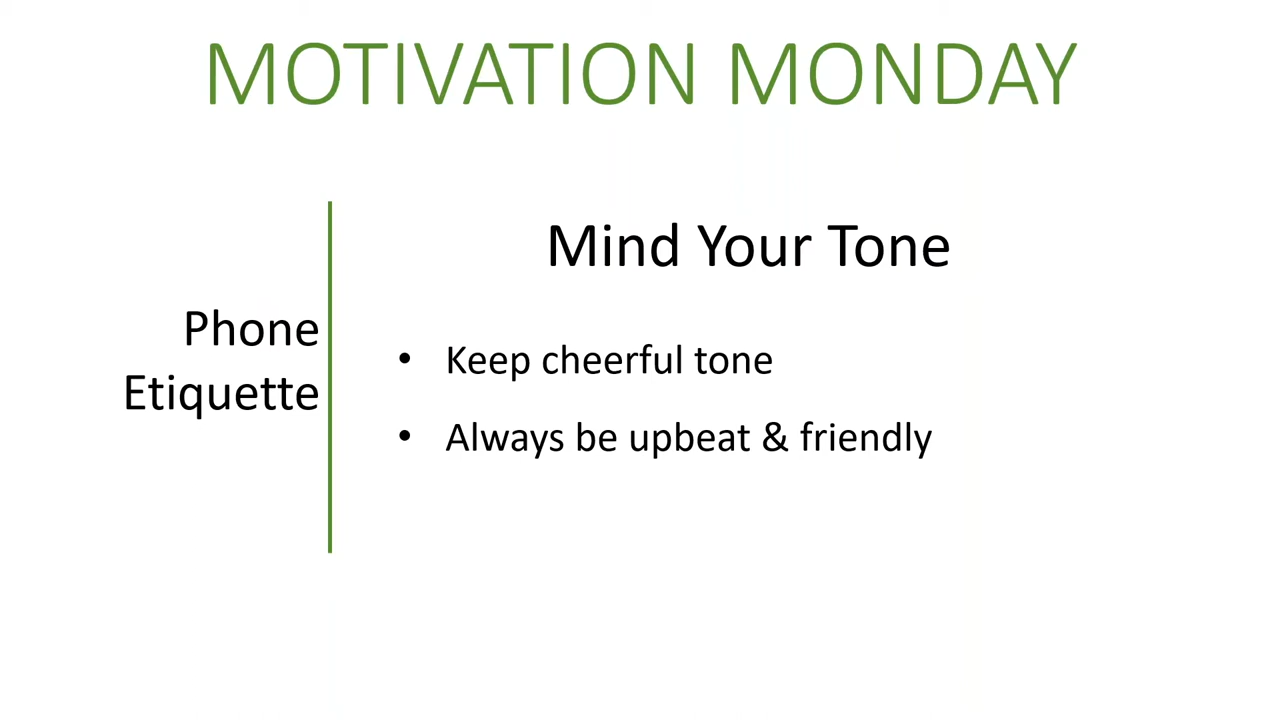 MOTIVATION MONDAY
Phone
Etiquette
Mind Your Tone
• Keep cheerful tone
• Always be upbeat & friendly